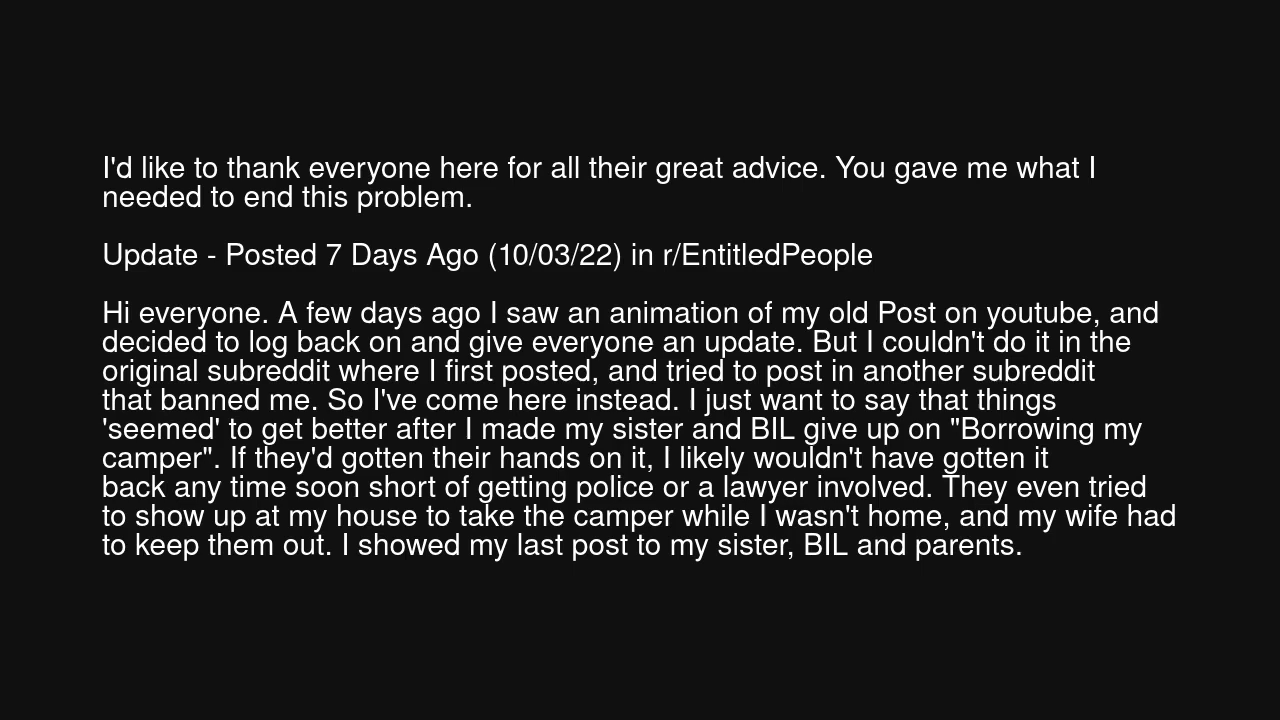 I'd like to thank everyone here for all their great advice. You gave me what I
needed to end this problem.
Update - Posted 7 Days Ago (10/03/22) in r/EntitledPeople
Hi everyone. A few days ago I saw an animation of my old Post on youtube, and
decided to log back on and give everyone an update. But I couldn't do it in the
original subreddit where I first posted, and tried to post in another subreddit
that banned me. So I've come here instead. I just want to say that things
'seemed' to get better after I made my sister and BIL give up on "Borrowing my
camper". If they'd gotten their hands on it, I likely wouldn't have gotten it
back any time soon short of getting police or a lawyer involved. They even tried
to show up at my house to take the camper while I wasn't home, and my wife had
to keep them out. I showed my last post to my sister, BIL and parents.